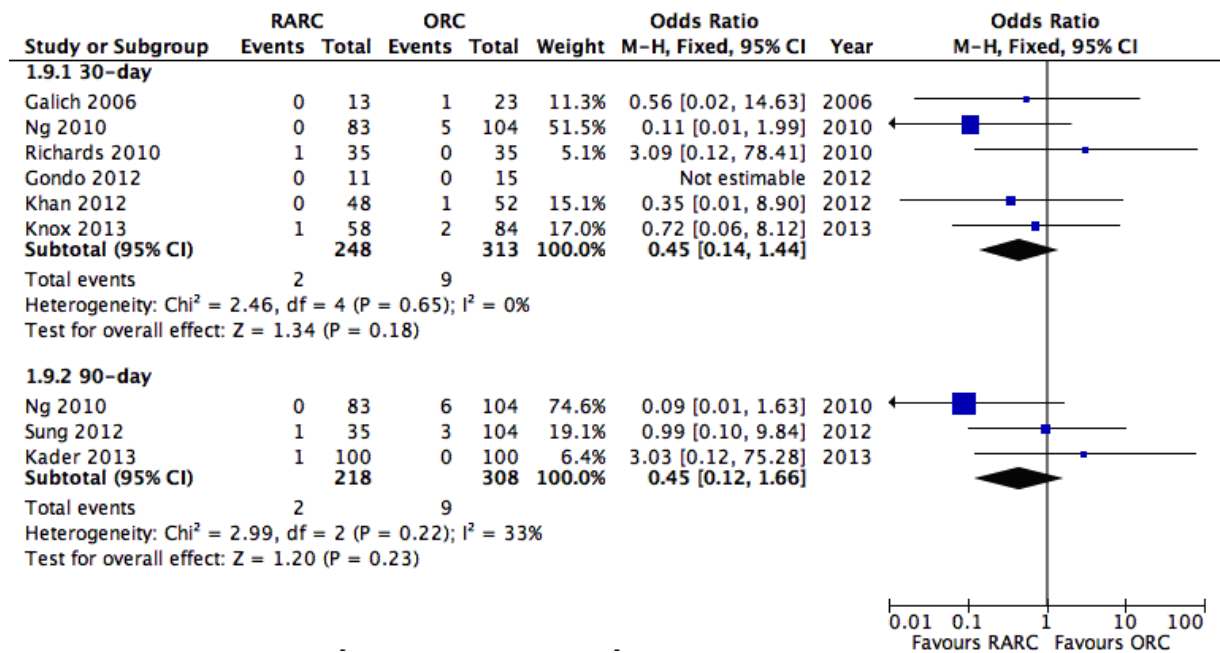 RARC ORC Odds Ratio Odds Ratio
Study or Subgroup Events Total Events Total Weight M-H, Fixed, 95% CI Year M-H, Fixed, 95% CI
1.9.1 30-day
Galich 2006 0 13 1 23 11.3% 0.56 [0.02, 14.63] 2006
Ng 2010 0 83 5 104 51.5% 0.11 [0.01, 1.99] 2010
Richards 2010 1 35 0 35 5.1% 3.09 [0.12, 78.41] 2010
Gondo 2012 0 11 0 15 Not estimable 2012
Khan 2012 0 48 1 52 15.1% 0.35 [0.01, 8.90] 2012
Knox 2013 1 58 2 84 17.0% 0.72 [0.06, 8.12] 2013
Subtotal (95% CI) 248 313 100.0% 0.45 [0.14, 1.44]
Total events 2 9
Heterogeneity: Chi² = 2.46, df = 4 (P = 0.65); I² = 0%
Test for overall effect: Z = 1.34 (P = 0.18)
1.9.2 90-day
Ng 2010 0 83 6 104 74.6% 0.09 [0.01, 1.63] 2010
Sung 2012 1 35 3 104 19.1% 0.99 [0.10, 9.84] 2012
Kader 2013 1 100 0 100 6.4% 3.03 [0.12, 75.28] 2013
Subtotal (95% CI) 218 308 100.0% 0.45 [0.12, 1.66]
Total events 2 9
Heterogeneity: Chi² = 2.99, df = 2 (P = 0.22); I² = 33%
Test for overall effect: Z = 1.20 (P = 0.23)
0.01 0.1 1 10 100
Favours RARC Favours ORC